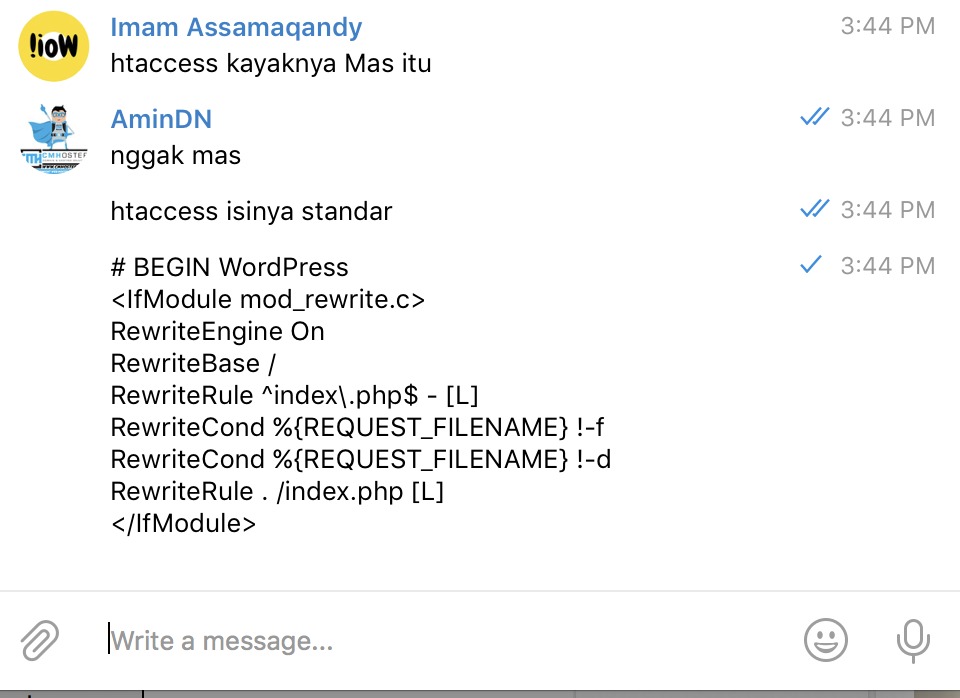 !ioW
Imam Assamaqandy 3:44 PM
htaccess kayaknya Mas itu
AminDN 3:44 PM
nggak mas
htaccess isinya standar 3:44 PM
# BEGIN WordPress 3:44 PM
<IfModule mod_rewrite.c>
RewriteEngine On
RewriteBase /
RewriteRule ^index\.php$ - [L]
RewriteCond %{REQUEST_FILENAME} !-f
RewriteCond %{REQUEST_FILENAME} !-d
RewriteRule . /index.php [L]
</IfModule>
Write a message...